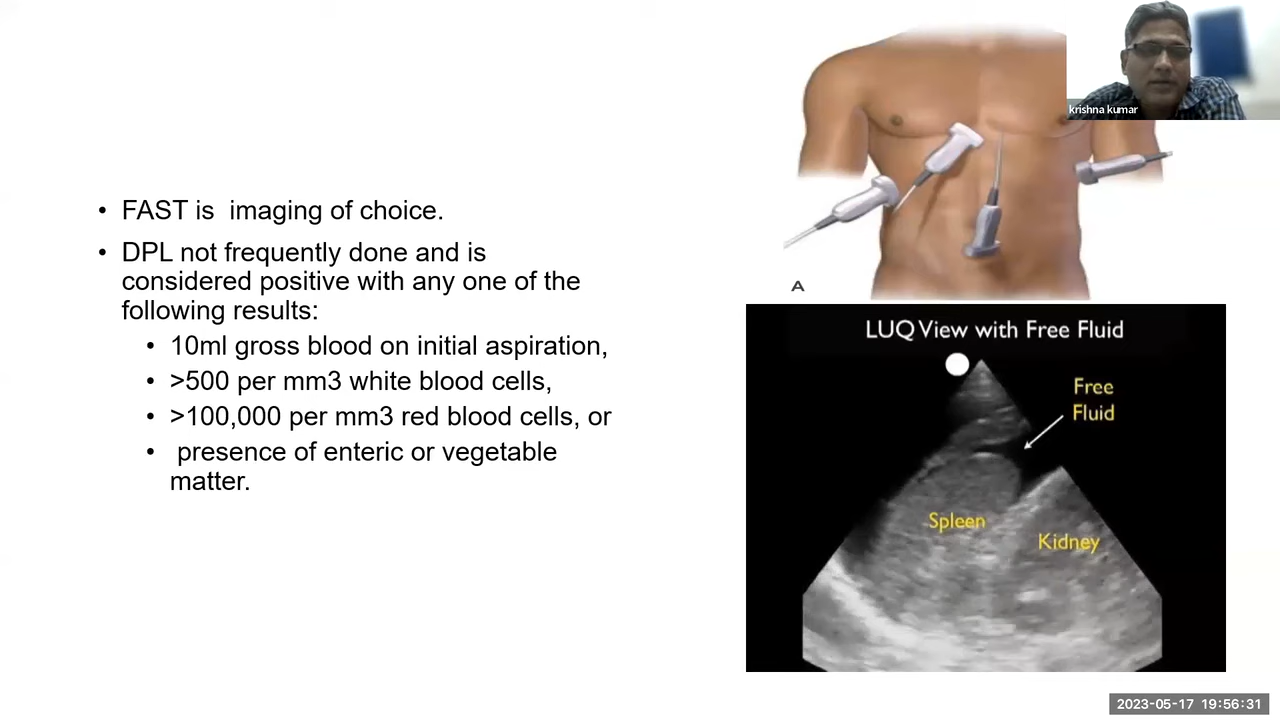 • FAST is  imaging of choice.
• DPL not frequently done and is
considered positive with any one of the
following results:
• 10ml gross blood on initial aspiration,
• >500 per mm3 white blood cells,
• >100,000 per mm3 red blood cells, or
•  presence of enteric or vegetable
matter.
krishna kumar
A
LUQ View with Free Fluid
Free
Fluid
Spleen
Kidney
2023-05-17 19:56:31